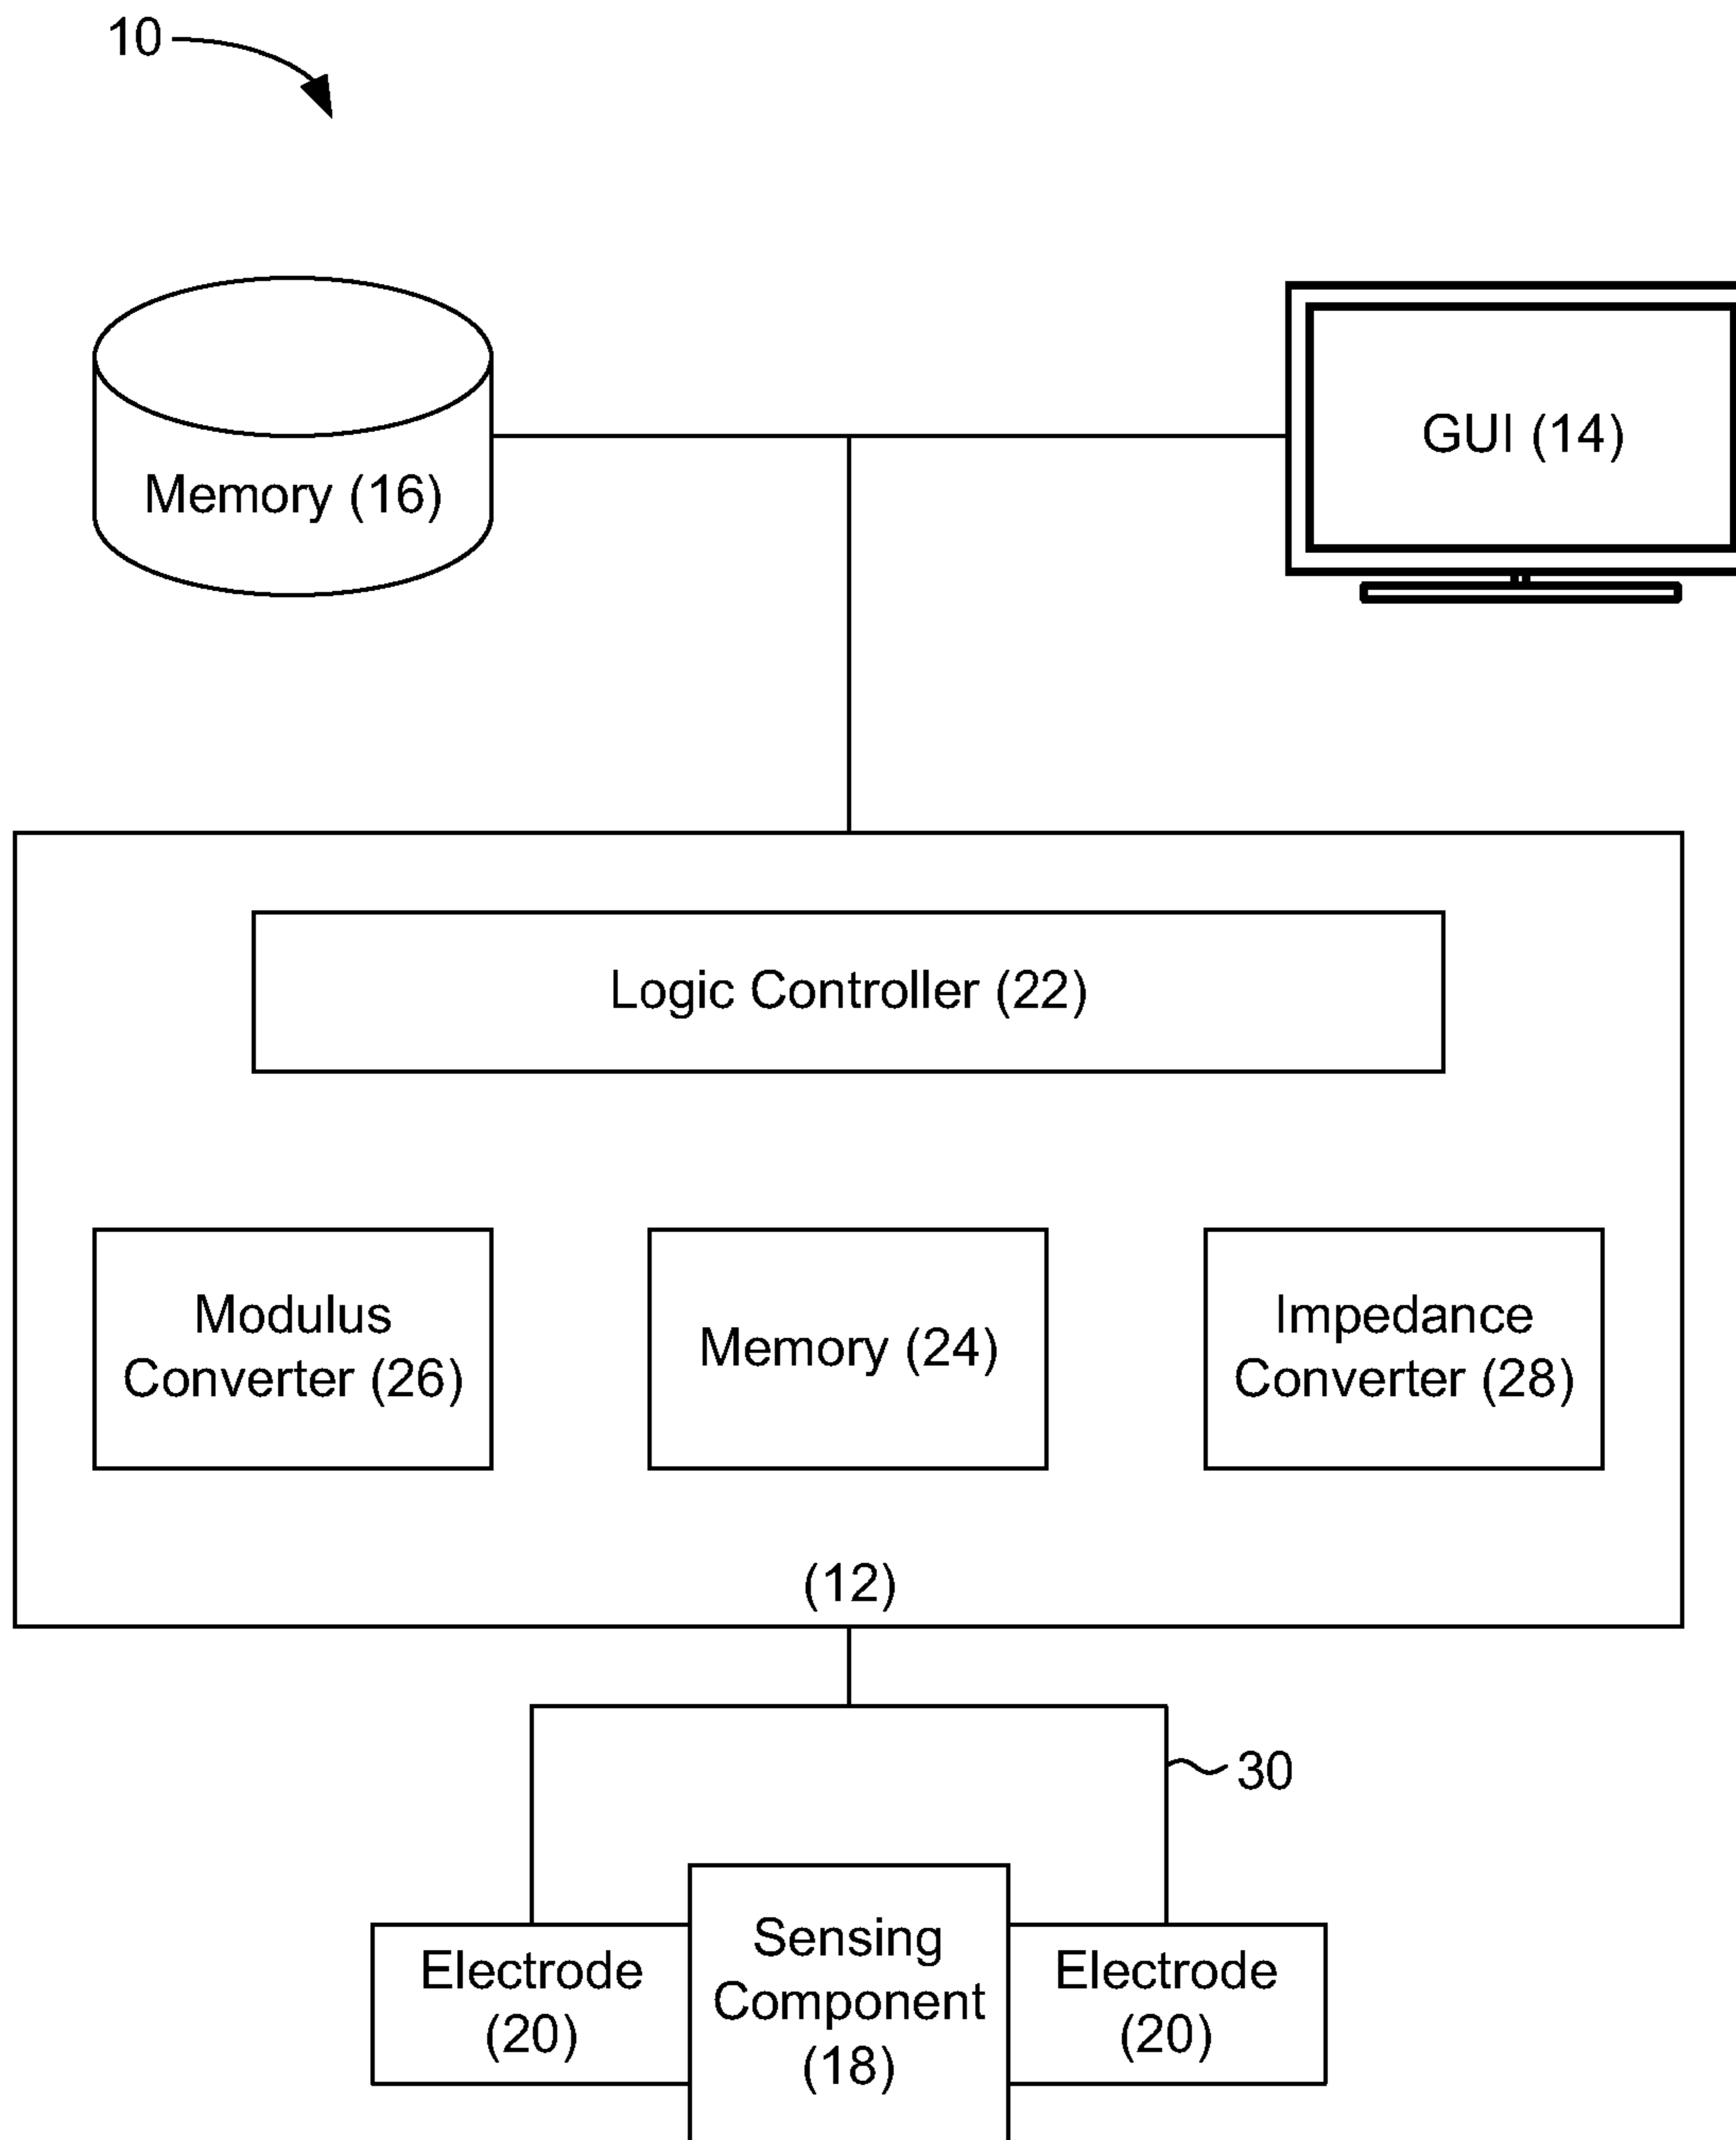 10
GUI (14)
Memory (16)
Logic Controller (22)
Modulus
Converter (26)
Memory (24)
Impedance
Converter (28)
(12)
30
Electrode
(20)
Sensing
Component
(18)
Electrode
(20)